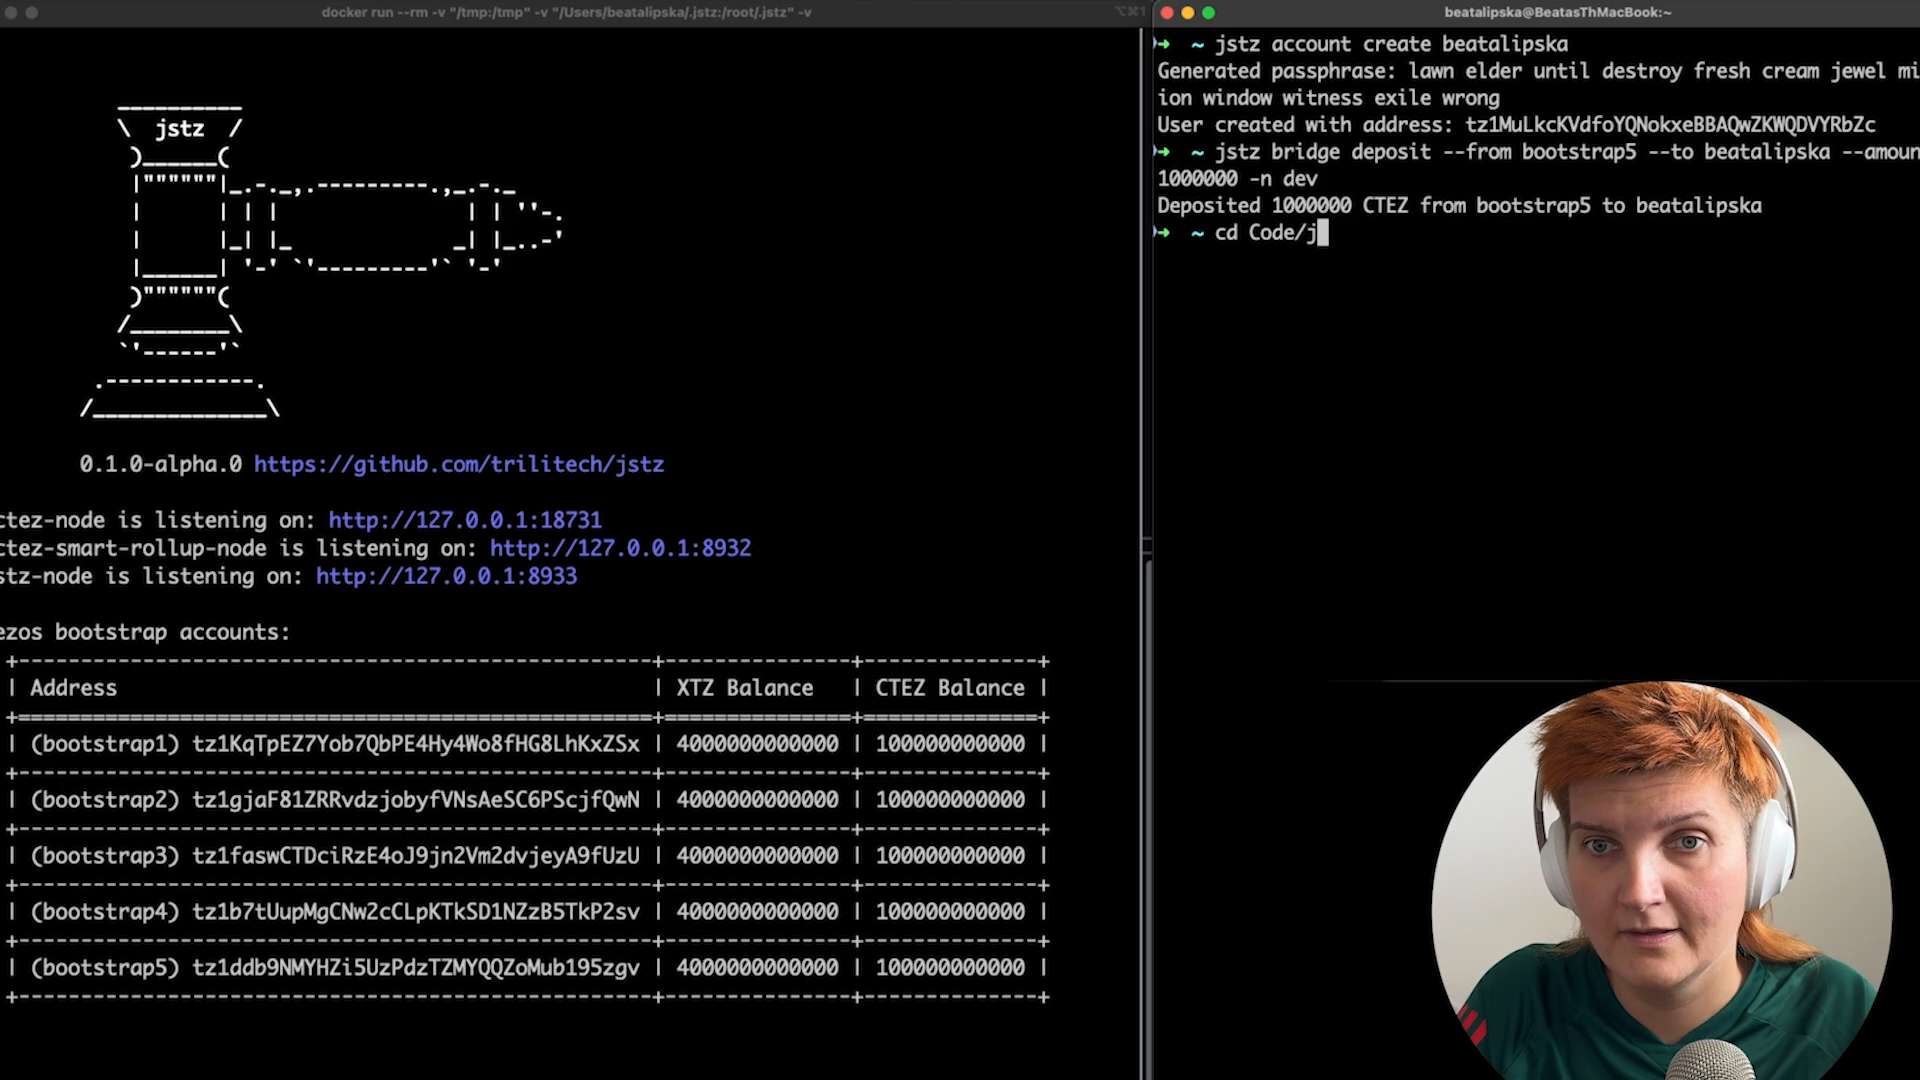 docker run --rm -v "/tmp:/tmp" -v "/Users/beatalipska/.jstz:/root/.jstz" -v
⌥⌘1
jstz
0.1.0-alpha.0 https://github.com/trilitech/jstz
ctez-node is listening on: http://127.0.0.1:18731
ctez-smart-rollup-node is listening on: http://127.0.0.1:8932
stz-node is listening on: http://127.0.0.1:8933
ezos bootstrap accounts:
| Address | XTZ Balance | CTEZ Balance |
| (bootstrap1) tz1KqTpEZ7Yob7QbPE4Hy4Wo8fHG8LhKxZSx | 4000000000000 | 100000000000 |
| (bootstrap2) tz1gjaF81ZRRvdzjobyfVNsAeSC6PScjfQwN | 4000000000000 | 100000000000 |
| (bootstrap3) tz1faswCTDciRzE4oJ9jn2Vm2dvjeyA9fUzU | 4000000000000 | 100000000000 |
| (bootstrap4) tz1b7tUupMgCNw2cCLpKTkSD1NZzB5TkP2sv | 4000000000000 | 100000000000 |
| (bootstrap5) tz1ddb9NMYHZi5UzPdzTZMYQQZoMub195zgv | 4000000000000 | 100000000000 |
beatalipska@BeatasThMacBook:~
➜ ~ jstz account create beatalipska
Generated passphrase: lawn elder until destroy fresh cream jewel mi
ion window witness exile wrong
User created with address: tz1MuLkcKVdfoYQNokxeBBAQwZKWQDVYRbZc
➜ ~ jstz bridge deposit --from bootstrap5 --to beatalipska --amoun
1000000 -n dev
Deposited 1000000 CTEZ from bootstrap5 to beatalipska
➜ ~ cd Code/j